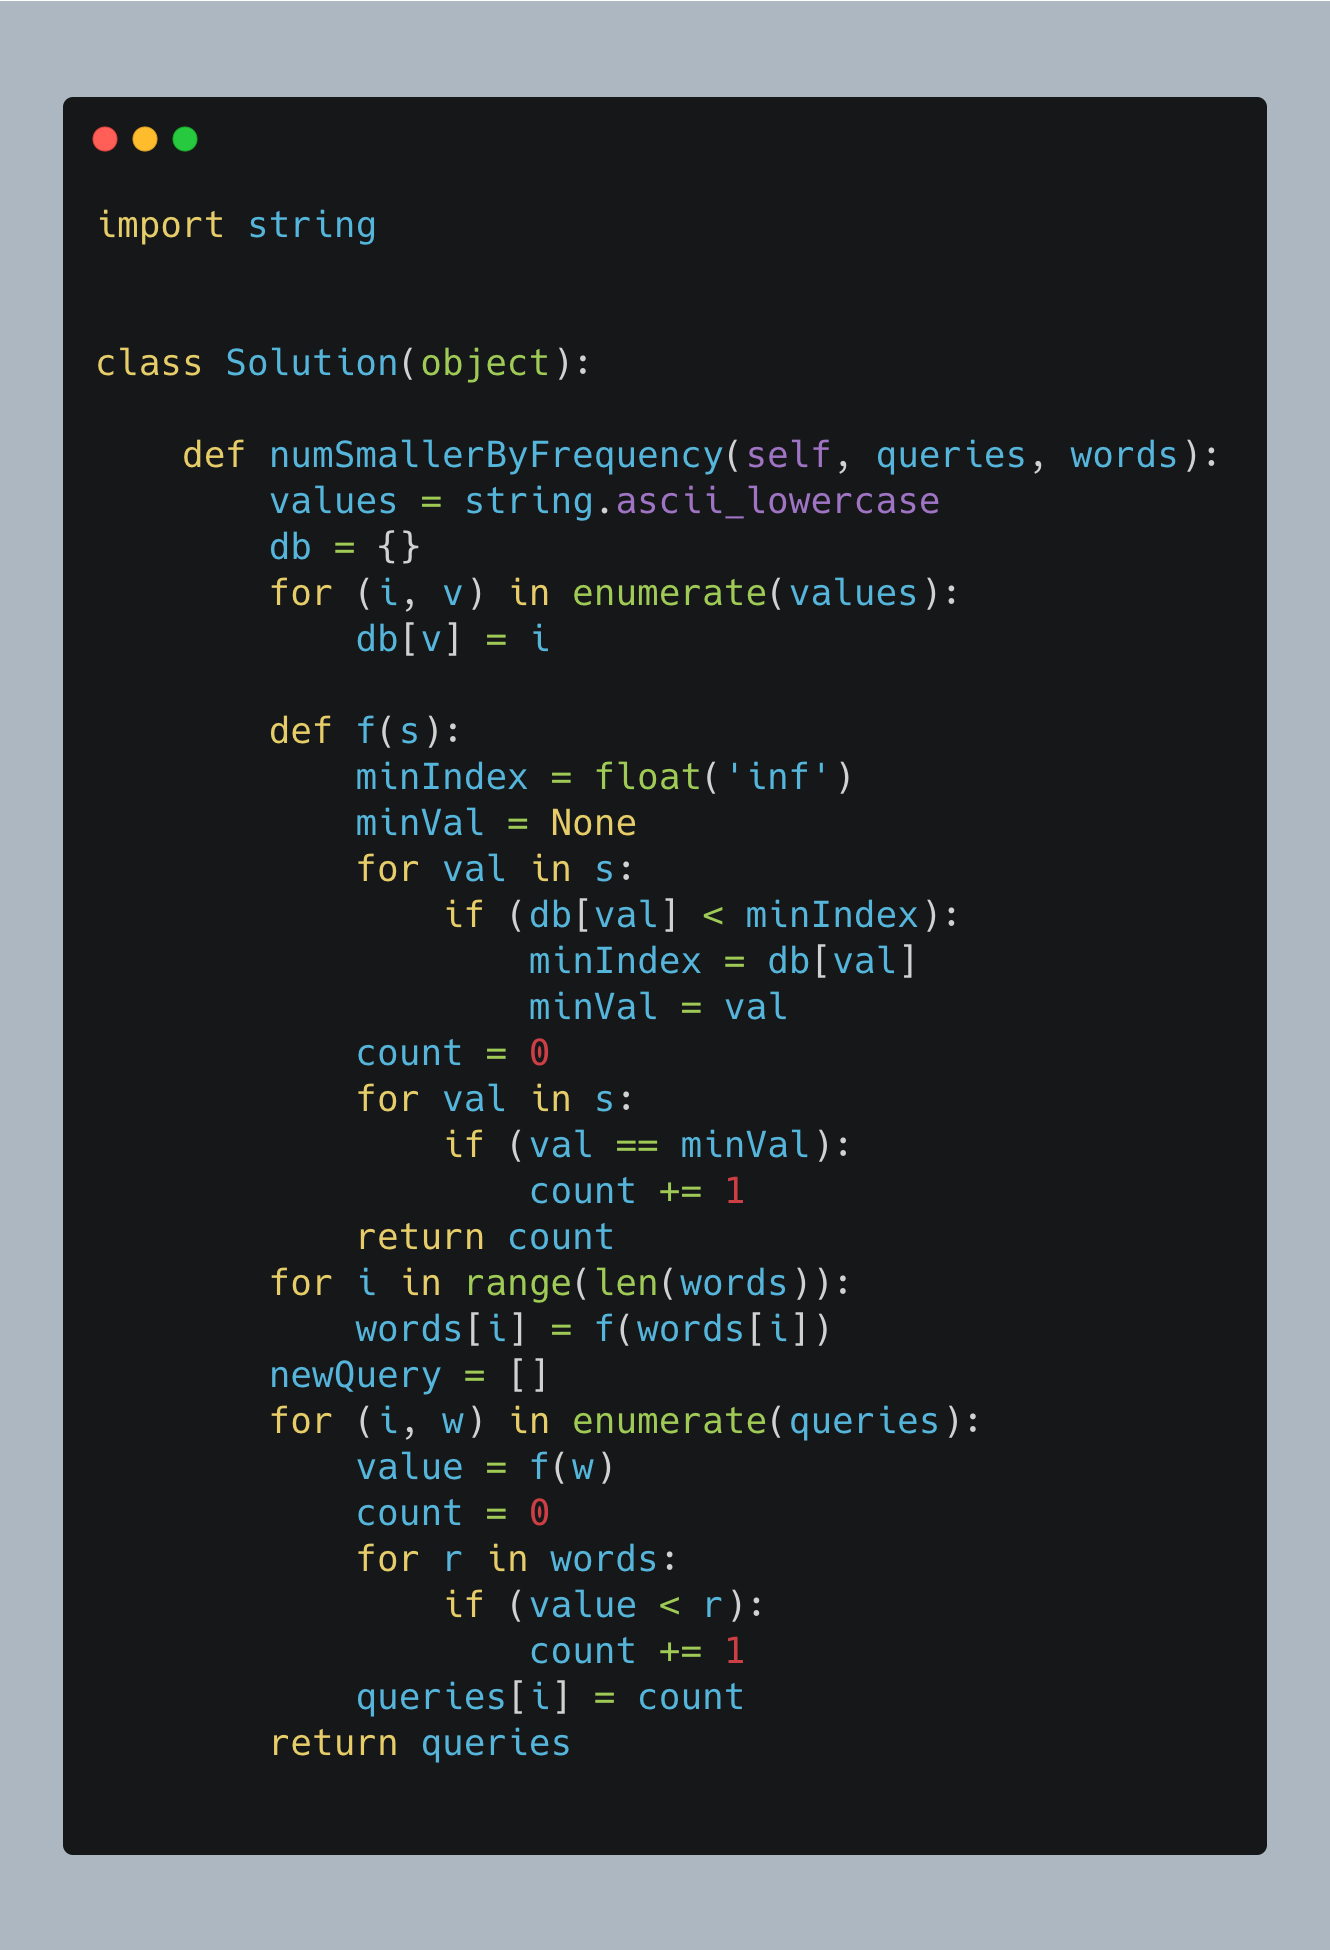 import string
class Solution(object):
    def numSmallerByFrequency(self, queries, words):
        values = string.ascii_lowercase
        db = {}
        for (i, v) in enumerate(values):
            db[v] = i
        def f(s):
            minIndex = float('inf')
            minVal = None
            for val in s:
                if (db[val] < minIndex):
                    minIndex = db[val]
                    minVal = val
            count = 0
            for val in s:
                if (val == minVal):
                    count += 1
            return count
        for i in range(len(words)):
            words[i] = f(words[i])
        newQuery = []
        for (i, w) in enumerate(queries):
            value = f(w)
            count = 0
            for r in words:
                if (value < r):
                    count += 1
            queries[i] = count
        return queries